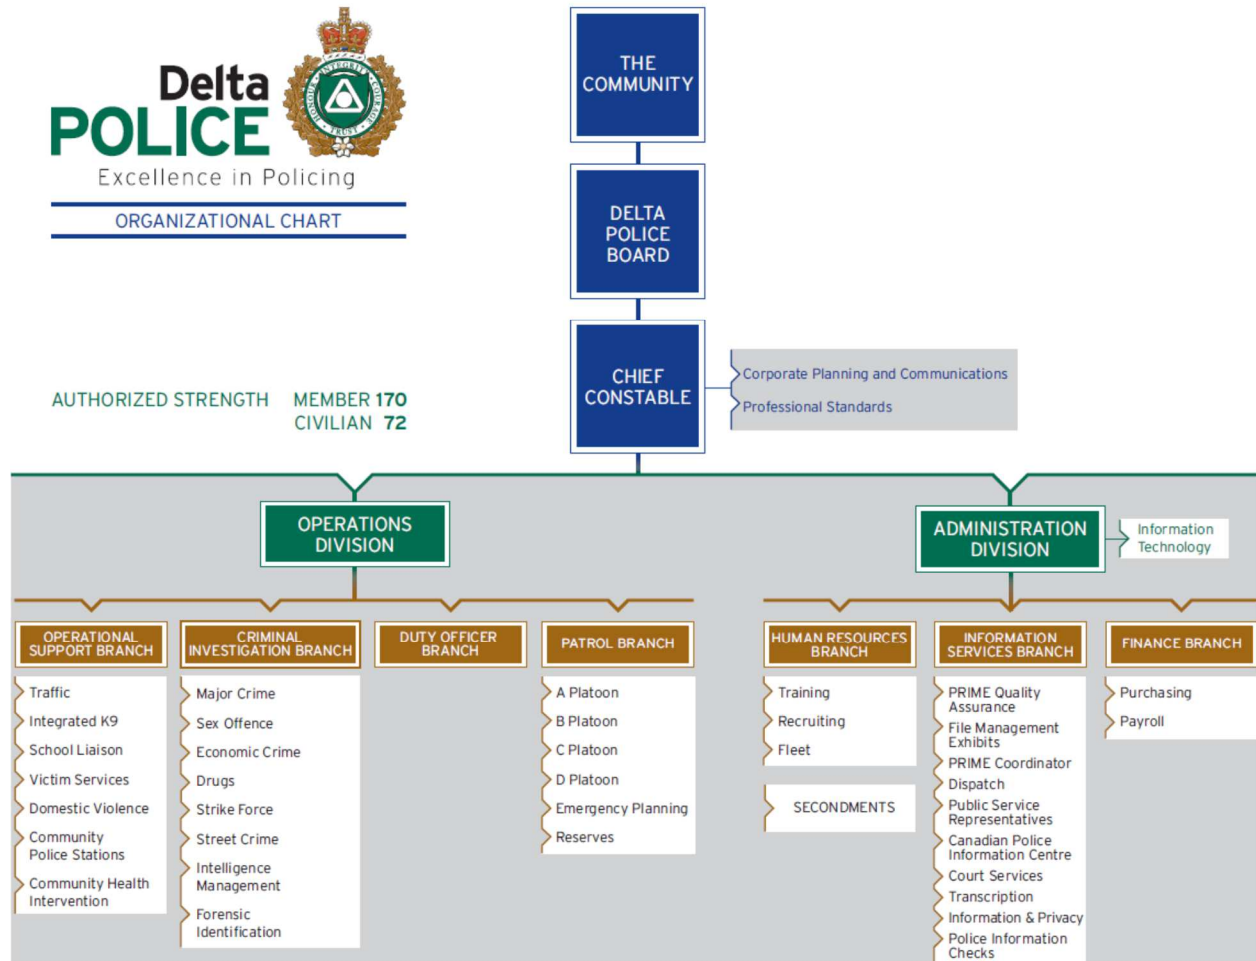 Delta
POLICE
Excellence in Policing
HONOUR · INTEGRITY · COURAGE · TRUST
ORGANIZATIONAL CHART
THE
COMMUNITY
DELTA
POLICE
BOARD
CHIEF
CONSTABLE
Corporate Planning and Communications
Professional Standards
AUTHORIZED STRENGTH MEMBER 170
CIVILIAN 72
OPERATIONS
DIVISION
ADMINISTRATION
DIVISION
Information
Technology
OPERATIONAL
SUPPORT BRANCH
Traffic
Integrated K9
School Liaison
Victim Services
Domestic Violence
Community
Police Stations
Community Health
Intervention
CRIMINAL
INVESTIGATION BRANCH
Major Crime
Sex Offence
Economic Crime
Drugs
Strike Force
Street Crime
Intelligence
Management
Forensic
Identification
DUTY OFFICER
BRANCH
PATROL BRANCH
A Platoon
B Platoon
C Platoon
D Platoon
Emergency Planning
Reserves
HUMAN RESOURCES
BRANCH
Training
Recruiting
Fleet
SECONDMENTS
INFORMATION
SERVICES BRANCH
PRIME Quality
Assurance
File Management
Exhibits
PRIME Coordinator
Dispatch
Public Service
Representatives
Canadian Police
Information Centre
Court Services
Transcription
Information & Privacy
Police Information
Checks
FINANCE BRANCH
Purchasing
Payroll